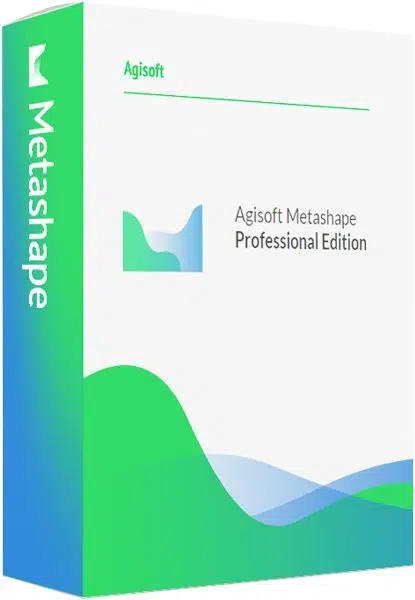 Agisoft
Metashape
Agisoft Metashape
Professional Edition